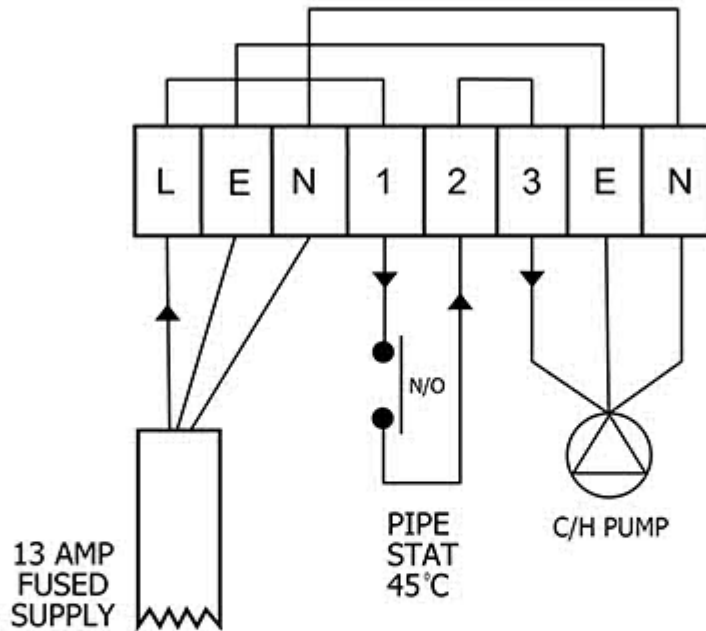 L E N 1 2 3 E N
N/O
13 AMP
FUSED
SUPPLY
PIPE
STAT
45°C
C/H PUMP